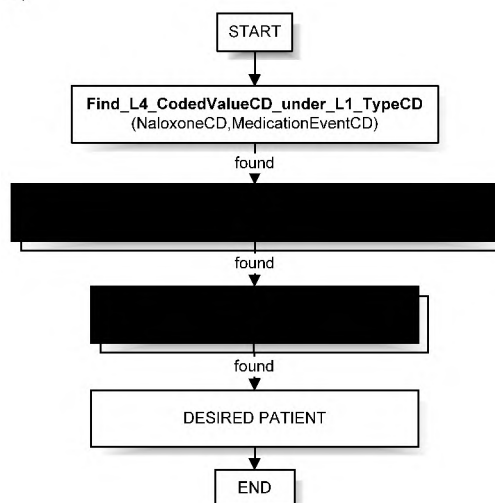 START
Find_L4_CodedValueCD_under_L1_TypeCD
(NaloxoneCD,MedicationEventCD)
found
found
found
DESIRED PATIENT
END